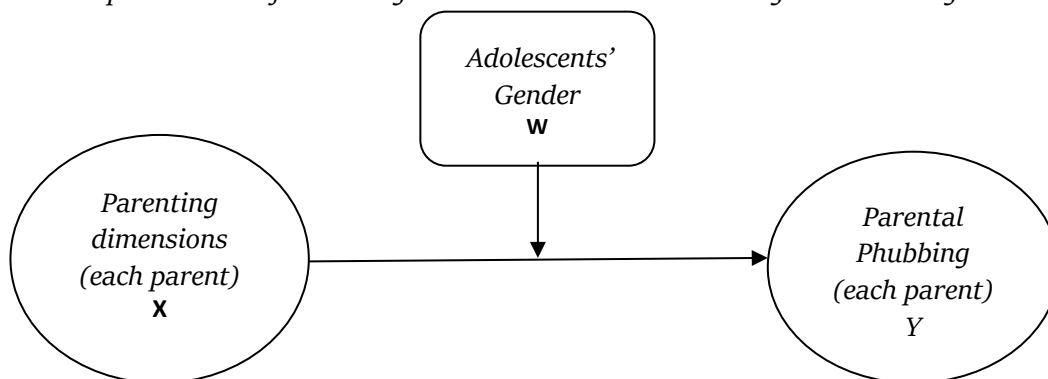 Adolescents'
Gender
W
Parenting
dimensions
(each parent)
X
Parental
Phubbing
(each parent)
Y